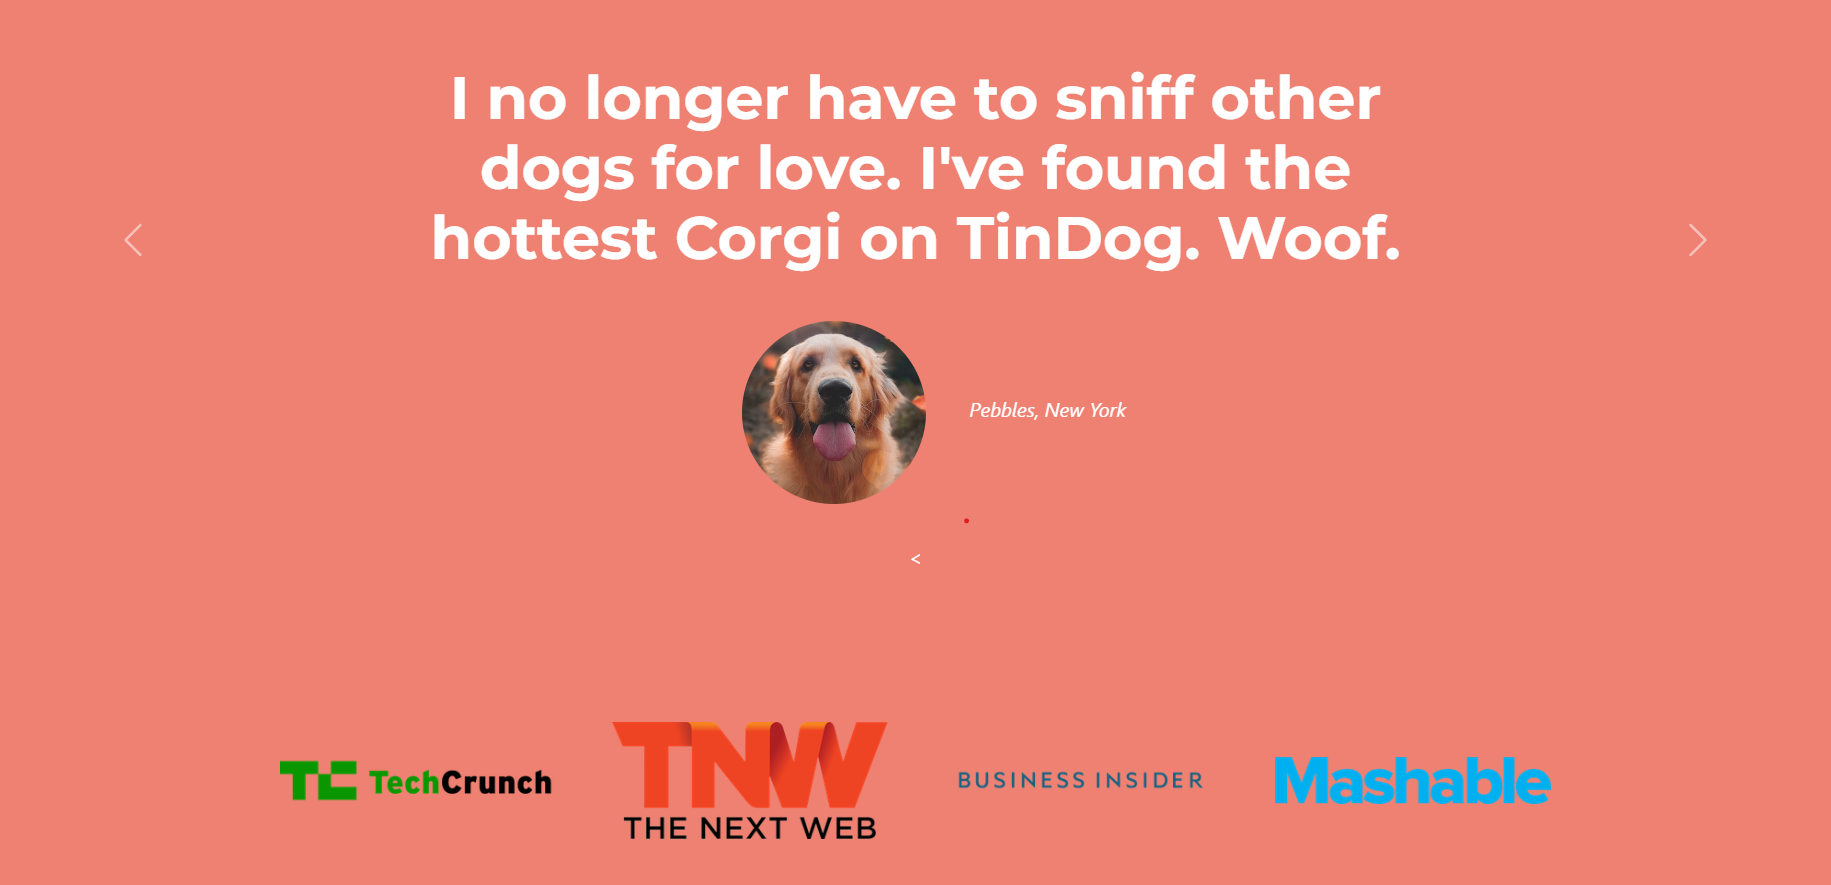 I no longer have to sniff other
dogs for love. I've found the
hottest Corgi on TinDog. Woof.
Pebbles, New York
<
TC TechCrunch
TNW
THE NEXT WEB
BUSINESS INSIDER
Mashable